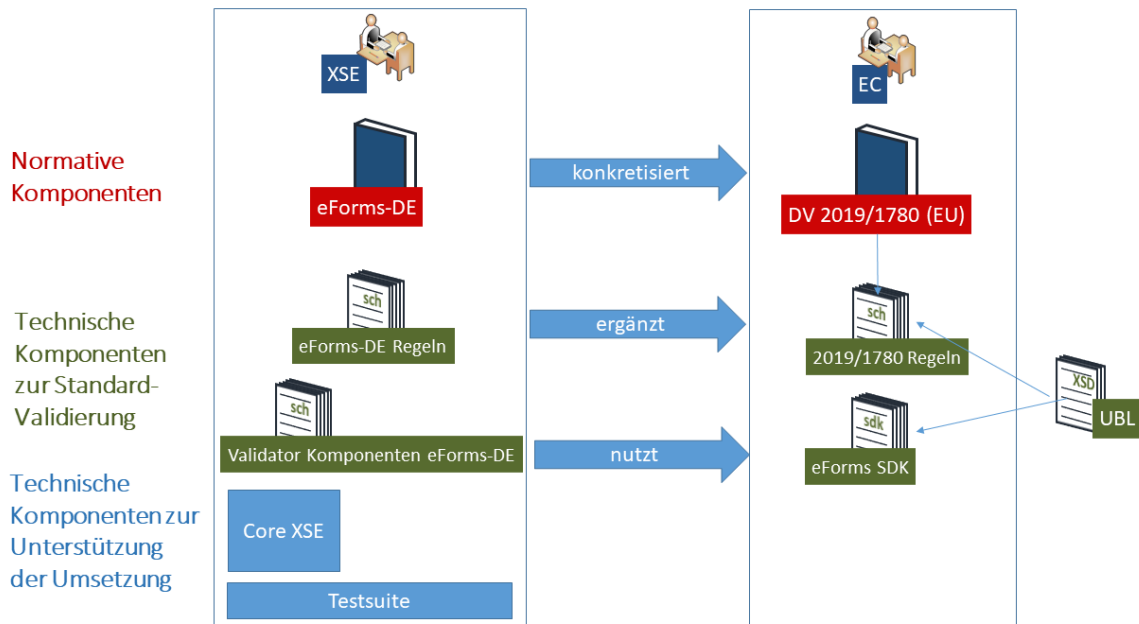 XSE
EC
Normative
Komponenten
eForms-DE
konkretisiert
DV 2019/1780 (EU)
Technische
Komponenten
zur Standard-
Validierung
sch
eForms-DE Regeln
ergänzt
sch
2019/1780 Regeln
XSD
UBL
sch
Validator Komponenten eForms-DE
nutzt
sdk
eForms SDK
Technische
Komponenten zur
Unterstützung
der Umsetzung
Core XSE
Testsuite